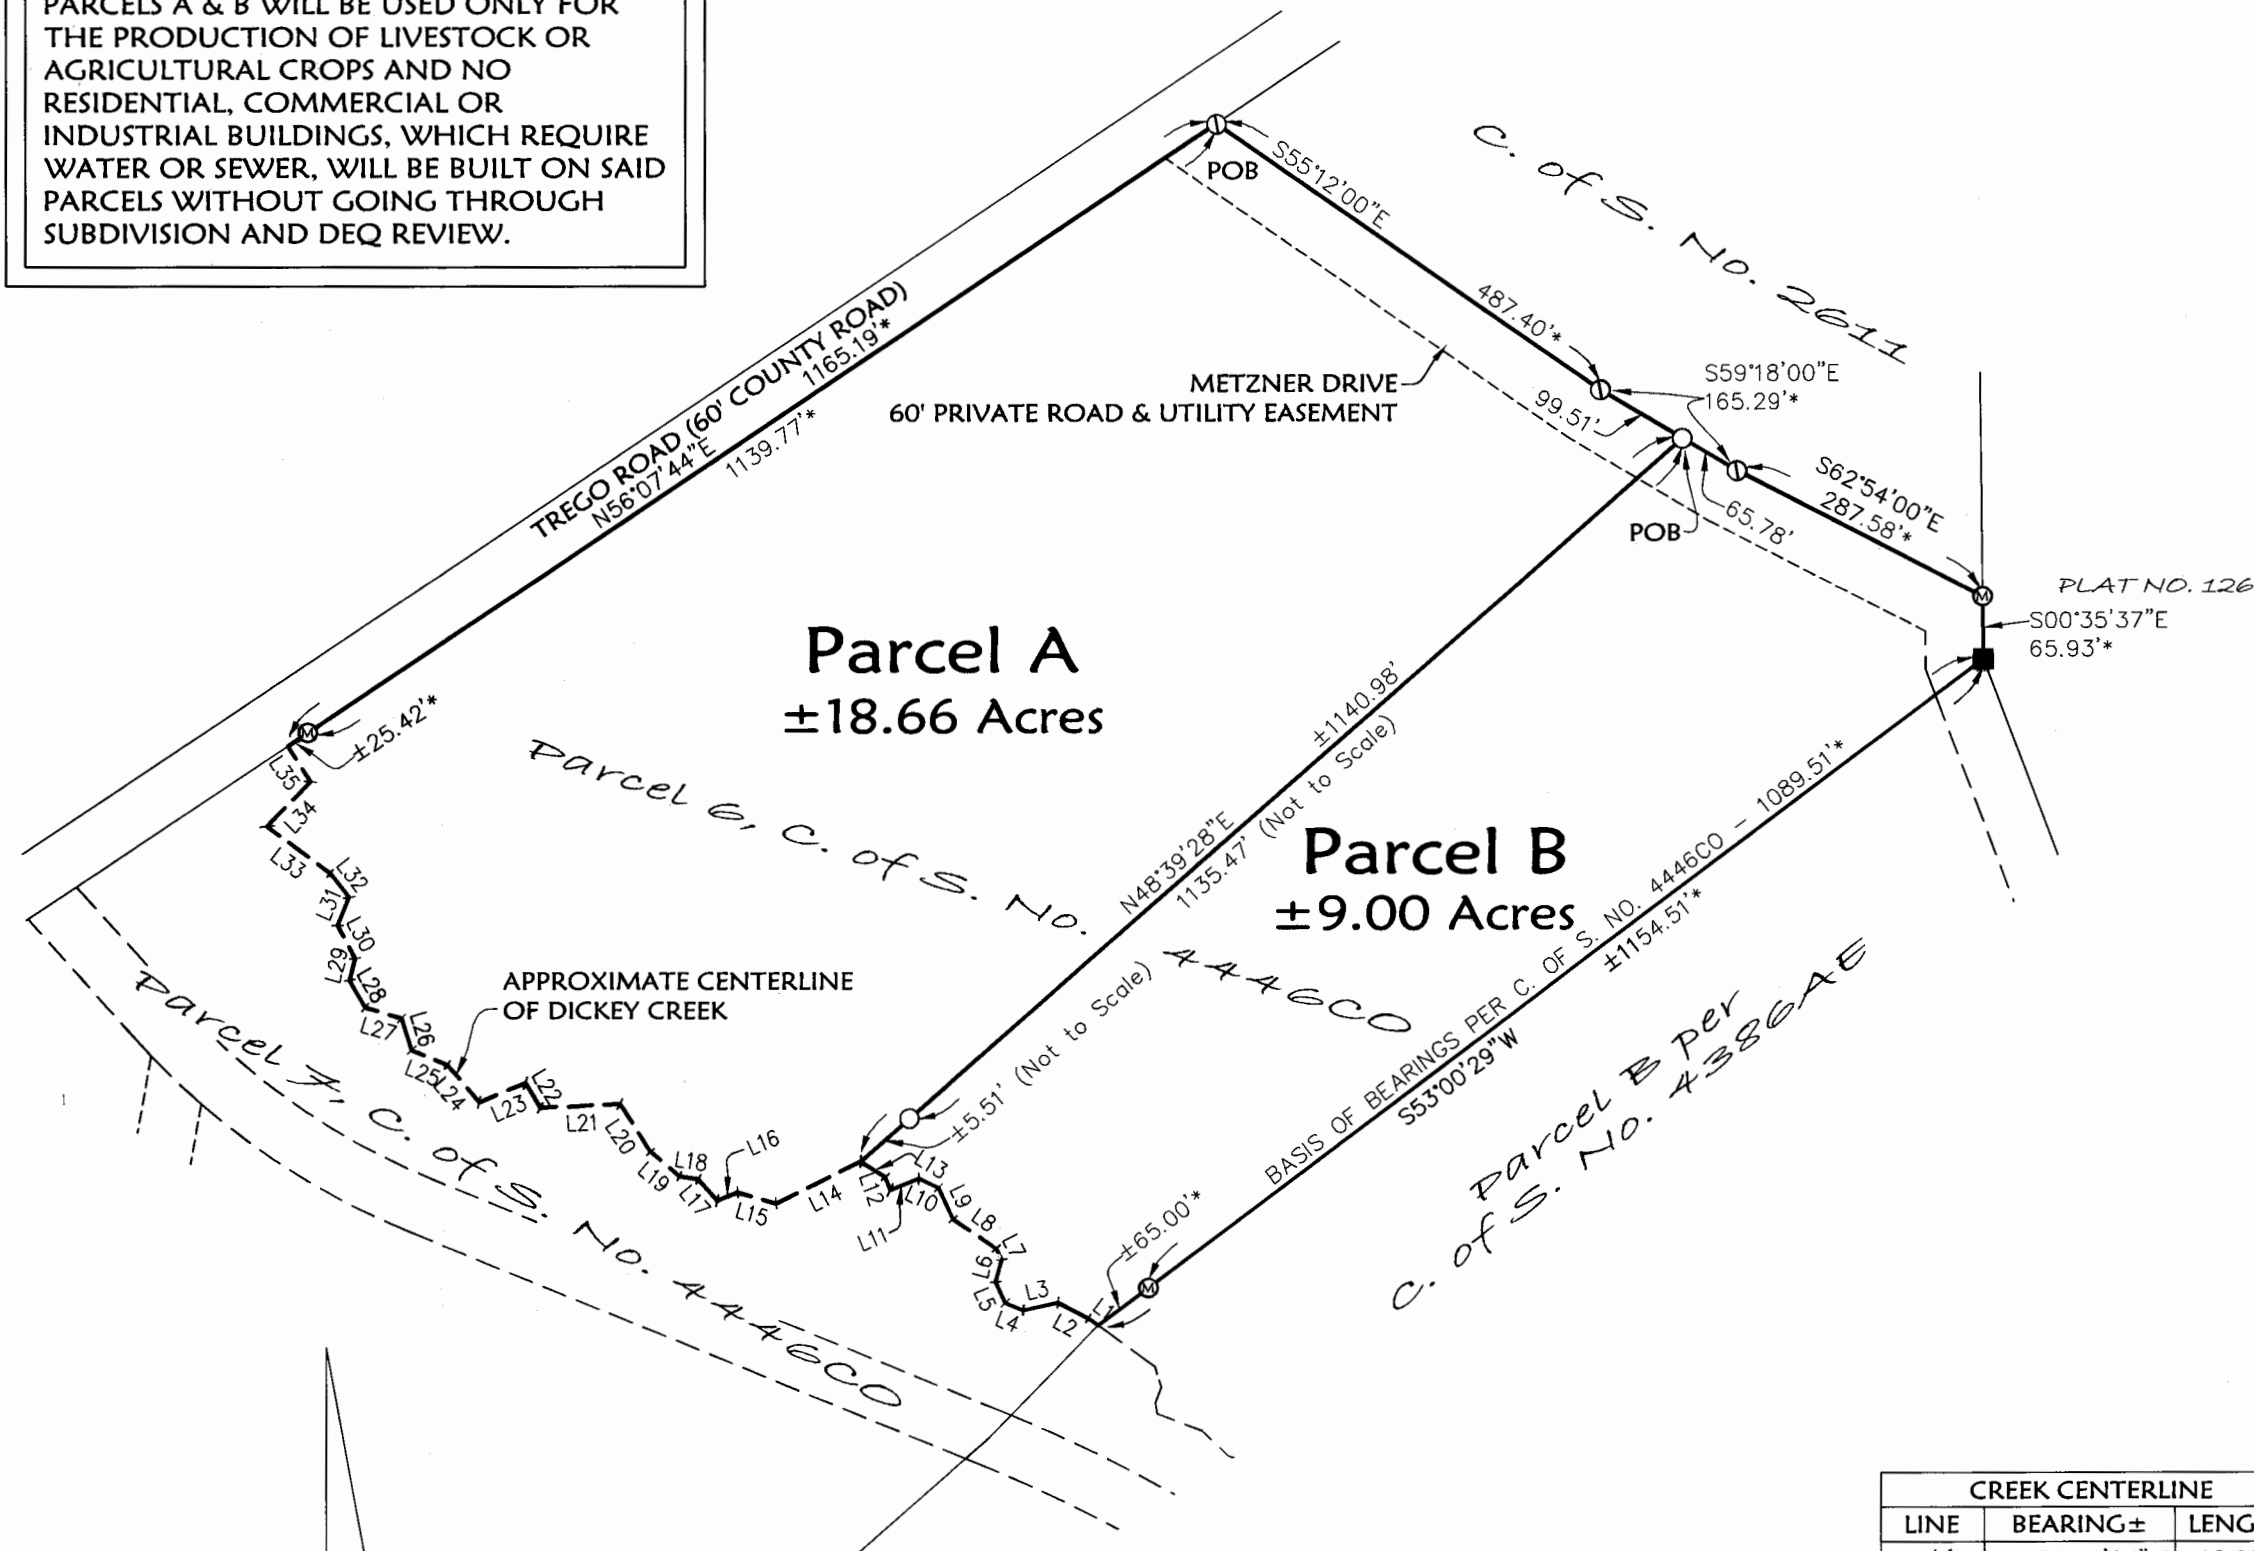 PARCELS A & B WILL BE USED ONLY FOR
THE PRODUCTION OF LIVESTOCK OR
AGRICULTURAL CROPS AND NO
RESIDENTIAL, COMMERCIAL OR
INDUSTRIAL BUILDINGS, WHICH REQUIRE
WATER OR SEWER, WILL BE BUILT ON SAID
PARCELS WITHOUT GOING THROUGH
SUBDIVISION AND DEQ REVIEW.
POB
S55°12'00"E
487.40'*
C. of S. No. 2611
TREGO ROAD (60' COUNTY ROAD)
1165.19'*
N56°07'44"E
1139.77'*
METZNER DRIVE
60' PRIVATE ROAD & UTILITY EASEMENT
99.51'
S59°18'00"E
165.29'*
POB
65.78'
S62°54'00"E
287.58'*
M
PLAT NO. 126
S00°35'37"E
65.93'*
Parcel A
±18.66 Acres
M
±25.42'*
Parcel 6, C. of S. No. 4446CO
±1140.98'
N48°39'28"E
1135.47' (Not to Scale)
Parcel B
±9.00 Acres
BASIS OF BEARINGS PER C. OF S. NO. 4446CO - 1089.51'*
±1154.51'*
S53°00'29"W
Parcel B per
C. of S. No. 4386AE
±5.51' (Not to Scale)
±65.00'*
M
APPROXIMATE CENTERLINE
OF DICKEY CREEK
Parcel 7, C. of S. No. 4446CO
L35
L34
L33
L32
L31
L30
L29
L28
L27
L26
L25
L24
L23
L22
L21
L20
L19
L18
L17
L16
L15
L14
L13
L12
L11
L10
L9
L8
L7
L6
L5
L4
L3
L2
L1
CREEK CENTERLINE
LINE BEARING± LENG